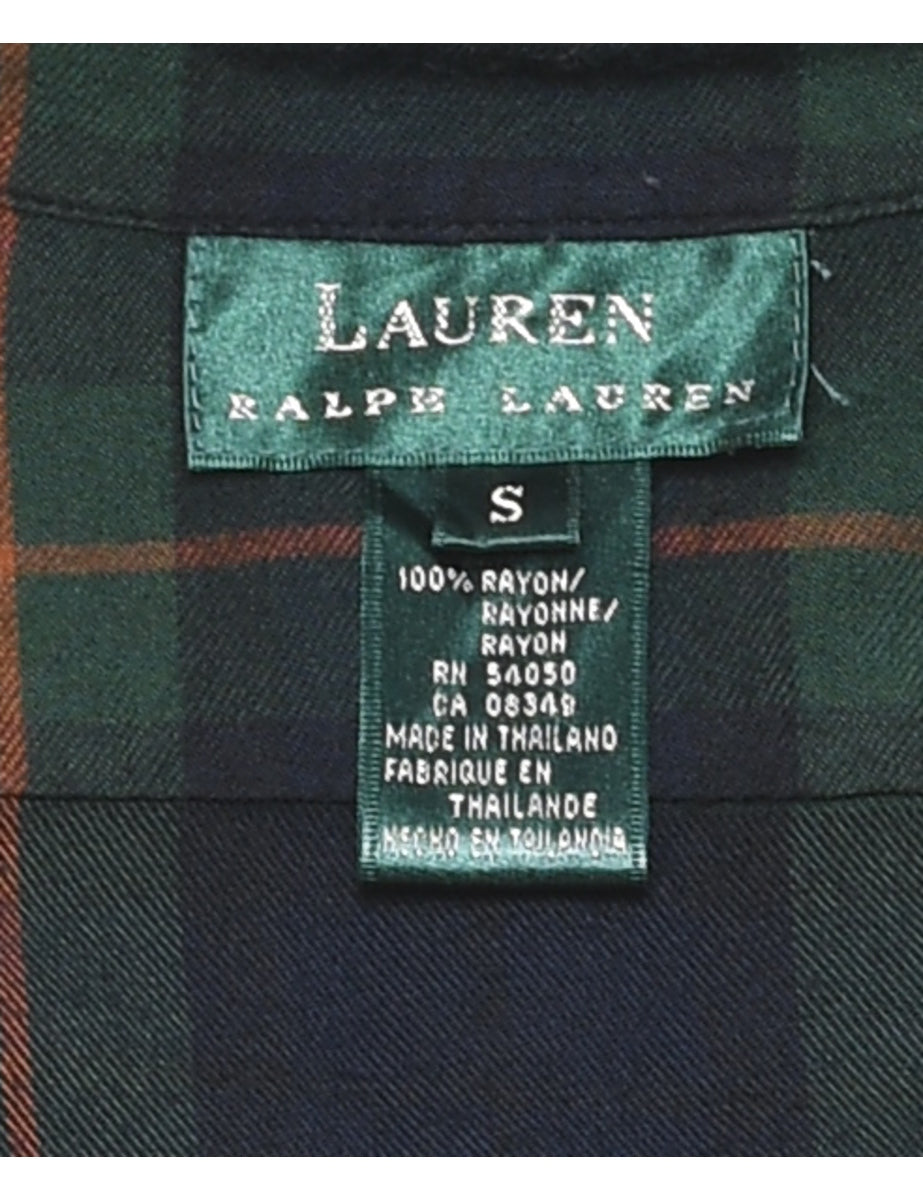 LAUREN
RALPH LAUREN
S
100% RAYON/
RAYONNE/
RAYON
RN 54050
CA 08349
MADE IN THAILAND
FABRIQUE EN
THAILANDE
HECHO EN TAILANDIA